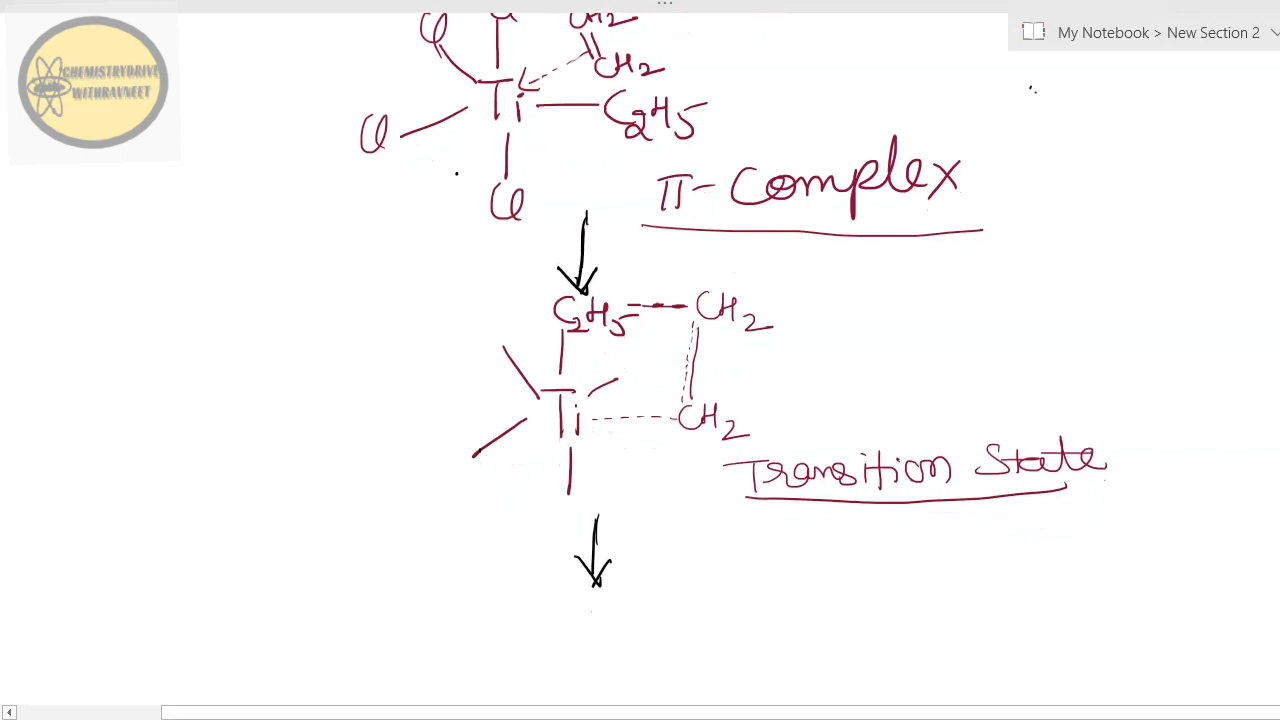 My Notebook > New Section 2
CHEMISTRYDRIVE
WITHRAVNEET
Cl
CH2
CH2
Ti
C2H5
Cl
Cl
π-Complex
C2H5
CH2
Ti
CH2
Transition State